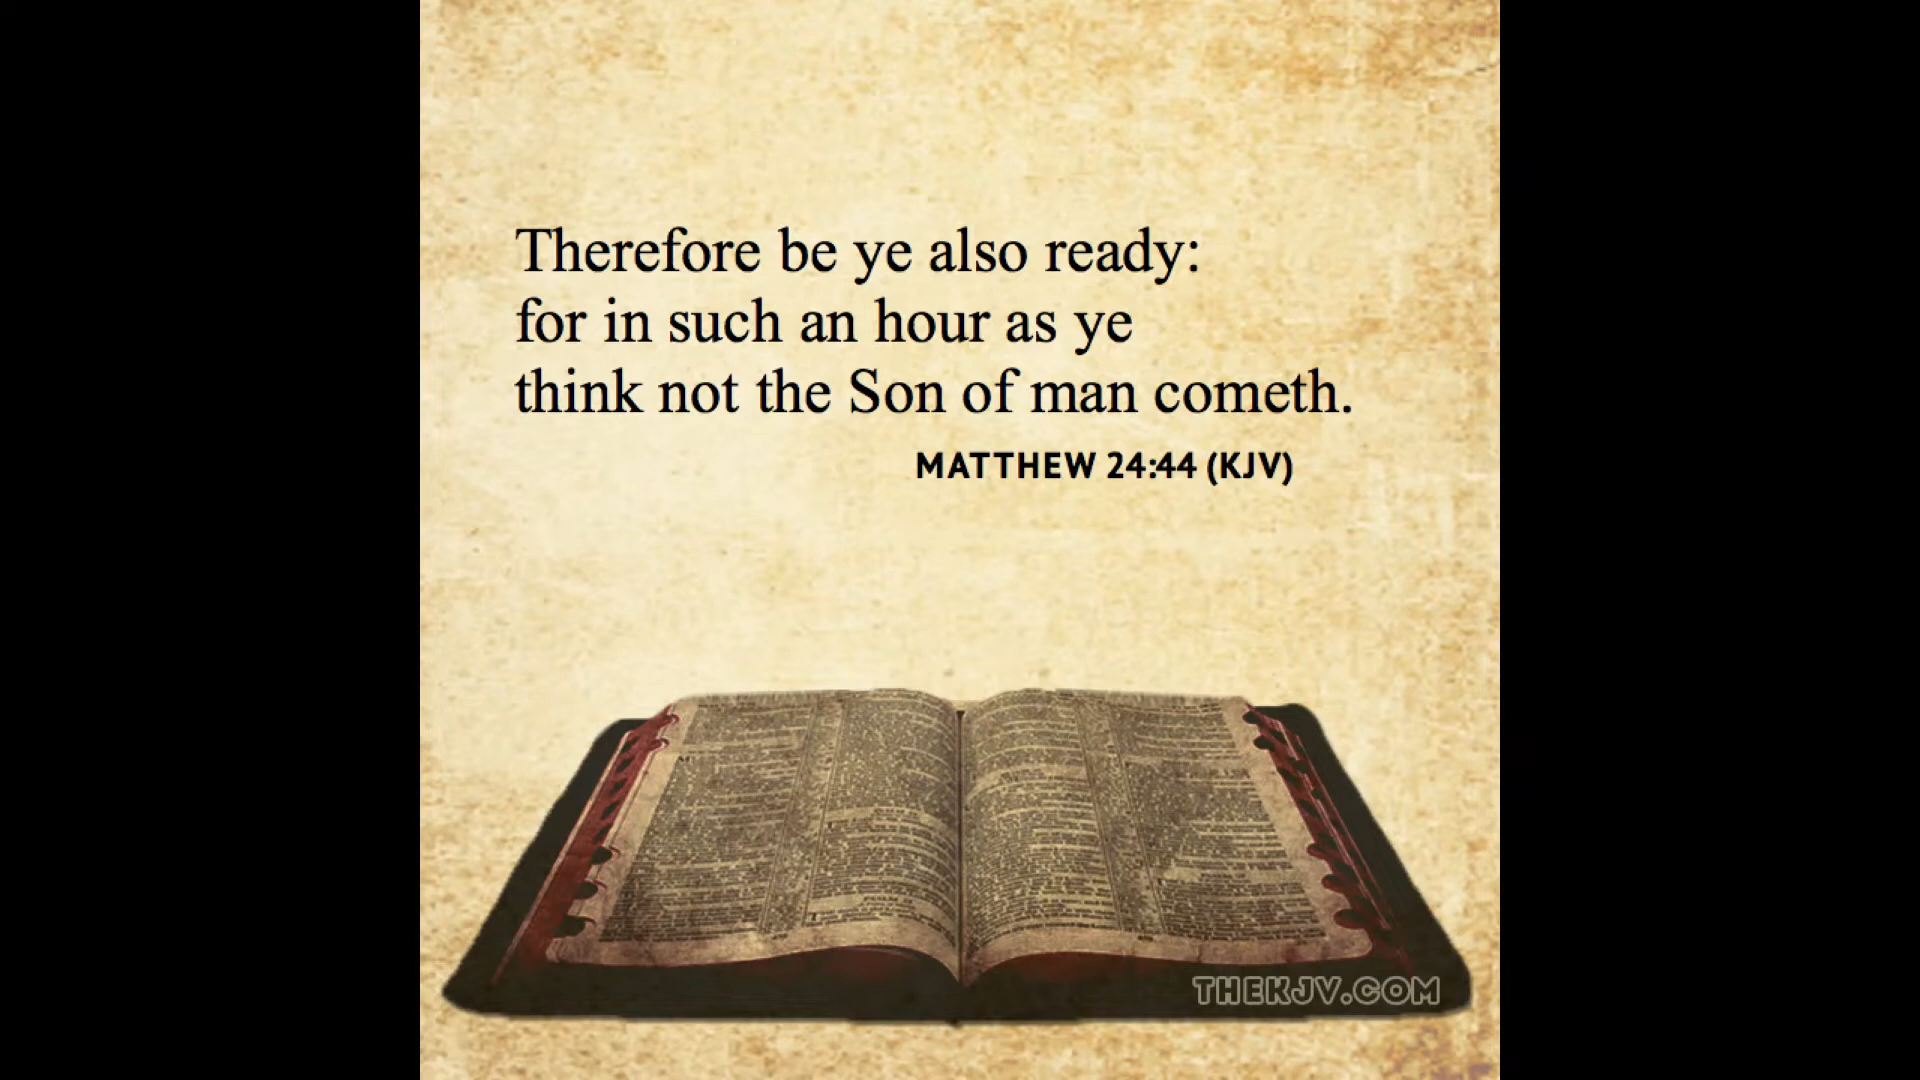 Therefore be ye also ready:
for in such an hour as ye
think not the Son of man cometh.
MATTHEW 24:44 (KJV)
THEKJV.COM